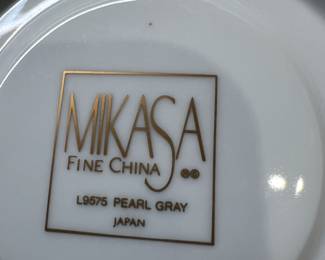 MIKASA
FINE CHINA
L9575 PEARL GRAY
JAPAN